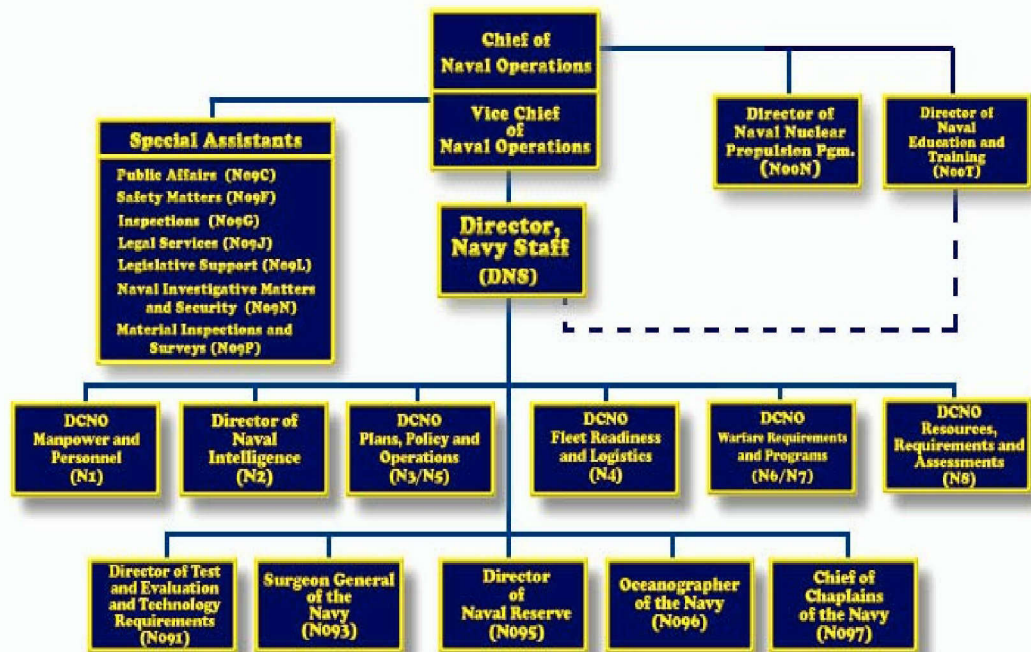 Chief of
Naval Operations
Vice Chief
of
Naval Operations
Special Assistants
Public Affairs (N09C)
Safety Matters (N09F)
Inspections (N09G)
Legal Services (N09J)
Legislative Support (N09L)
Naval Investigative Matters
and Security (N09N)
Material Inspections and
Surveys (N09P)
Director of
Naval Nuclear
Propulsion Pgm.
(N00N)
Director of
Naval
Education and
Training
(N00T)
Director,
Navy Staff
(DNS)
DCNO
Manpower and
Personnel
(N1)
Director of
Naval
Intelligence
(N2)
DCNO
Plans, Policy and
Operations
(N3/N5)
DCNO
Fleet Readiness
and Logistics
(N4)
DCNO
Warfare Requirements
and Programs
(N6/N7)
DCNO
Resources,
Requirements and
Assessments
(N8)
Director of Test
and Evaluation
and Technology
Requirements
(N091)
Surgeon General
of the
Navy
(N093)
Director
of
Naval Reserve
(N095)
Oceanographer
of the Navy
(N096)
Chief of
Chaplains
of the Navy
(N097)